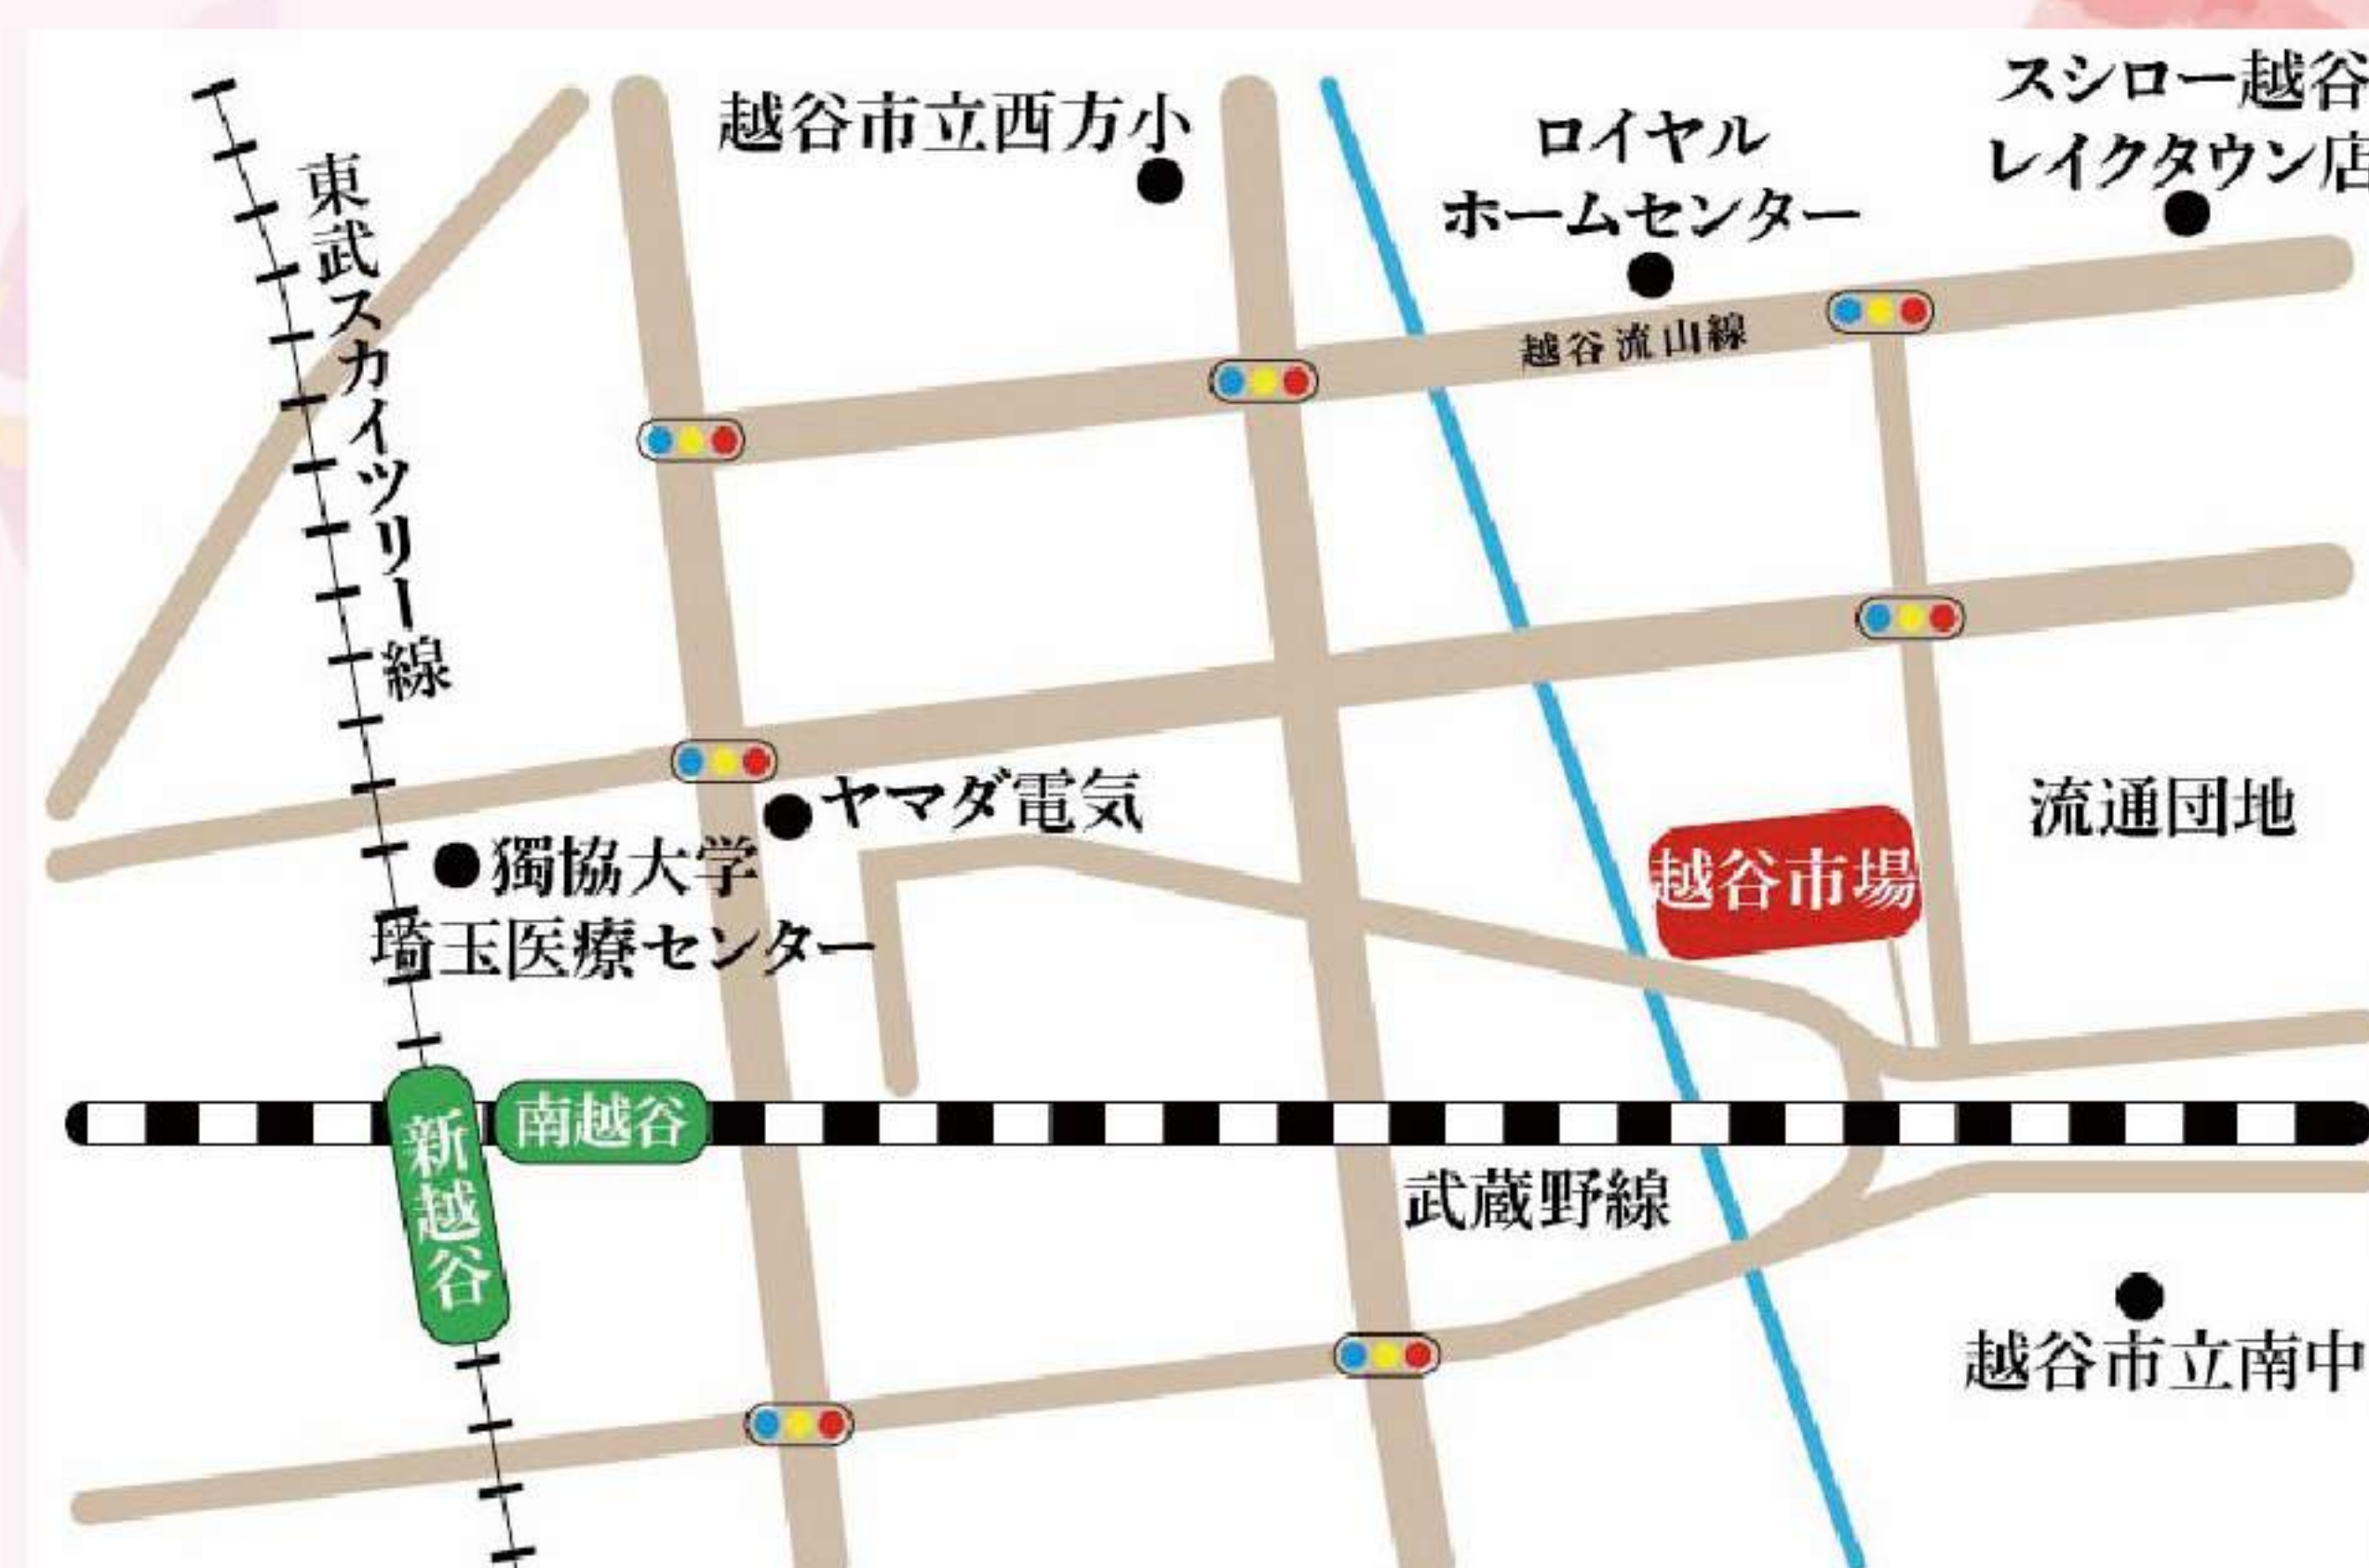 越谷市立西方小
ロイヤル
ホームセンター
スシロー越谷
レイクタウン店
東武スカイツリー線
越谷流山線
ヤマダ電気
獨協大学
埼玉医療センター
流通団地
越谷市場
南越谷
新越谷
武蔵野線
越谷市立南中